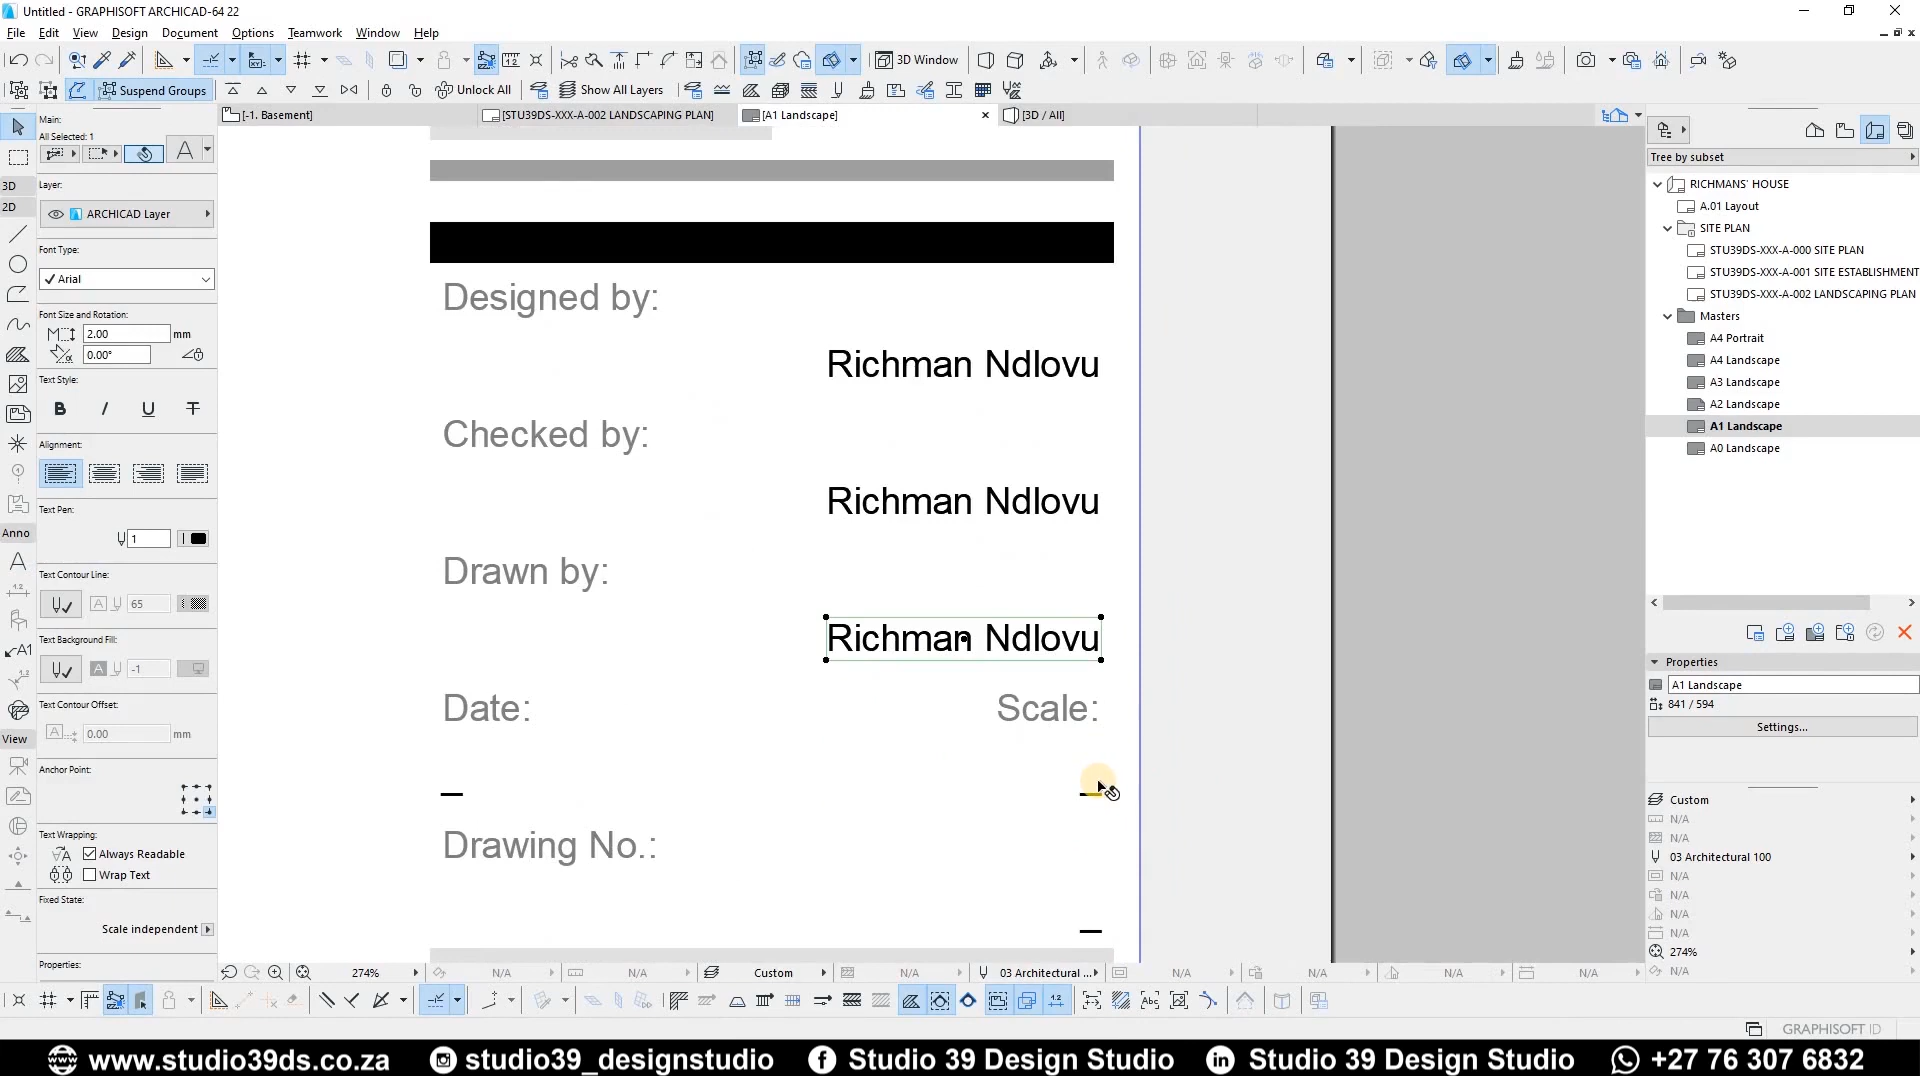 Untitled - GRAPHISOFT ARCHICAD-64 22
File Edit View Design Document Options Teamwork Window Help
3D Window
Suspend Groups Unlock All Show All Layers
[-1. Basement] [STU39DS-XXX-A-002 LANDSCAPING PLAN] [A1 Landscape] [3D / All]
Main:
All Selected: 1
3D
2D
Layer:
ARCHICAD Layer
Font Type:
Arial
Font Size and Rotation:
2.00 mm
0.00°
Text Style:
B I U T
Alignment:
Text Pen:
1
Anno
Text Contour Line:
65
Text Background Fill:
-1
Text Contour Offset:
0.00 mm
View
Anchor Point:
Text Wrapping:
Always Readable
Wrap Text
Fixed State:
Scale independent
Properties:
Designed by:
Richman Ndlovu
Checked by:
Richman Ndlovu
Drawn by:
Richman Ndlovu
Date: Scale:
Drawing No.:
Tree by subset
RICHMANS' HOUSE
A.01 Layout
SITE PLAN
STU39DS-XXX-A-000 SITE PLAN
STU39DS-XXX-A-001 SITE ESTABLISHMENT
STU39DS-XXX-A-002 LANDSCAPING PLAN
Masters
A4 Portrait
A4 Landscape
A3 Landscape
A2 Landscape
A1 Landscape
A0 Landscape
Properties
A1 Landscape
841 / 594
Settings...
Custom
N/A
N/A
03 Architectural 100
N/A
N/A
N/A
N/A
274%
N/A
274% N/A N/A Custom N/A 03 Architectural ... N/A N/A N/A N/A
GRAPHISOFT ID
www.studio39ds.co.za studio39_designstudio Studio 39 Design Studio Studio 39 Design Studio +27 76 307 6832